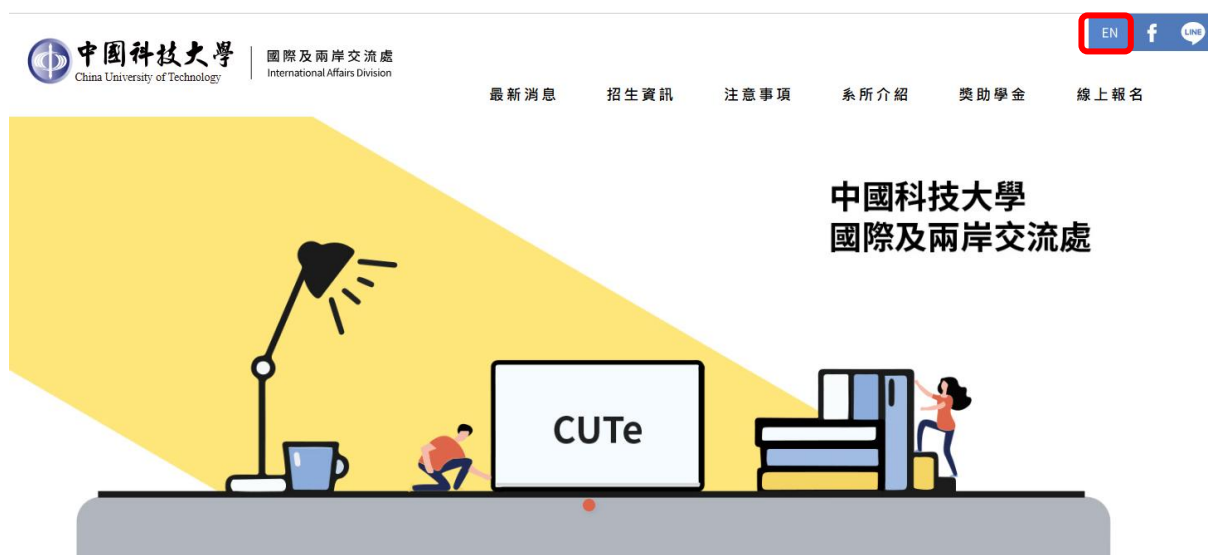 EN
f
LINE
中國科技大學
China University of Technology
國際及兩岸交流處
International Affairs Division
最新消息 招生資訊 注意事項 系所介紹 獎助學金 線上報名
中國科技大學
國際及兩岸交流處
CUTe